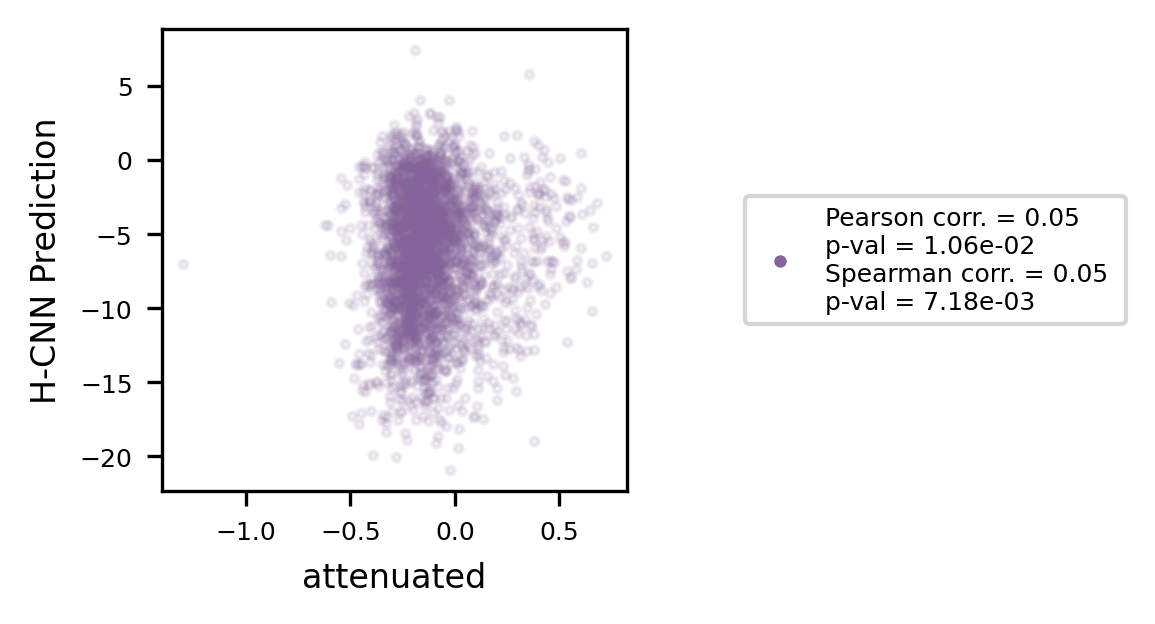 H-CNN Prediction
5
0
−5
−10
−15
−20
−1.0
−0.5
0.0
0.5
attenuated
Pearson corr. = 0.05
p-val = 1.06e-02
Spearman corr. = 0.05
p-val = 7.18e-03